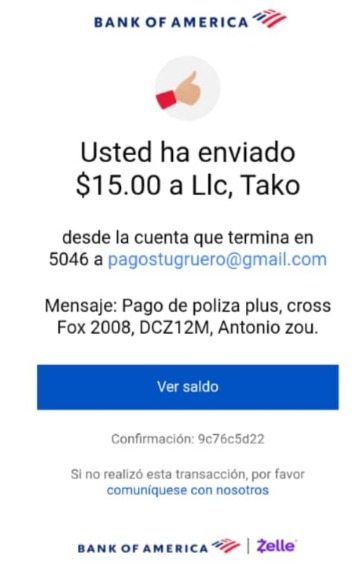 BANK OF AMERICA
Usted ha enviado
$15.00 a Llc, Tako
desde la cuenta que termina en
5046 a pagostugruero@gmail.com
Mensaje: Pago de poliza plus, cross
Fox 2008, DCZ12M, Antonio zou.
Ver saldo
Confirmación: 9c76c5d22
Si no realizó esta transacción, por favor
comuníquese con nosotros
BANK OF AMERICA | Zelle